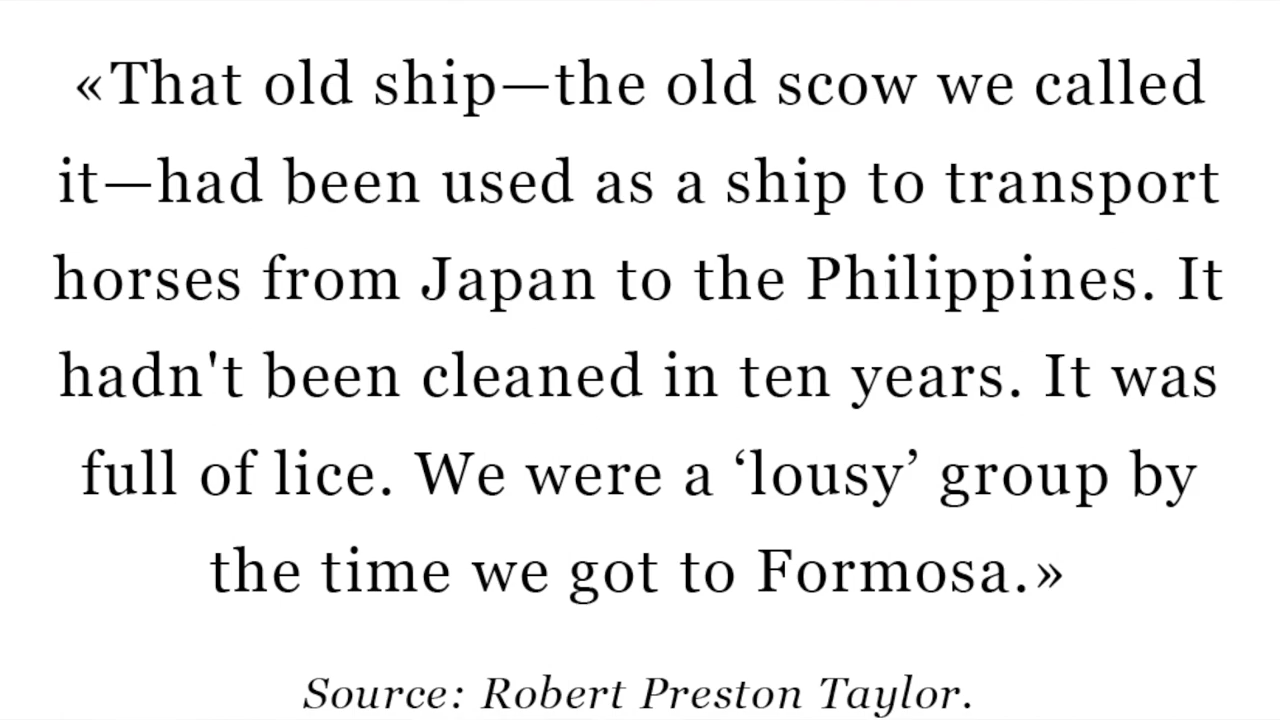 «That old ship—the old scow we called
it—had been used as a ship to transport
horses from Japan to the Philippines. It
hadn't been cleaned in ten years. It was
full of lice. We were a ‘lousy’ group by
the time we got to Formosa.»
Source: Robert Preston Taylor.